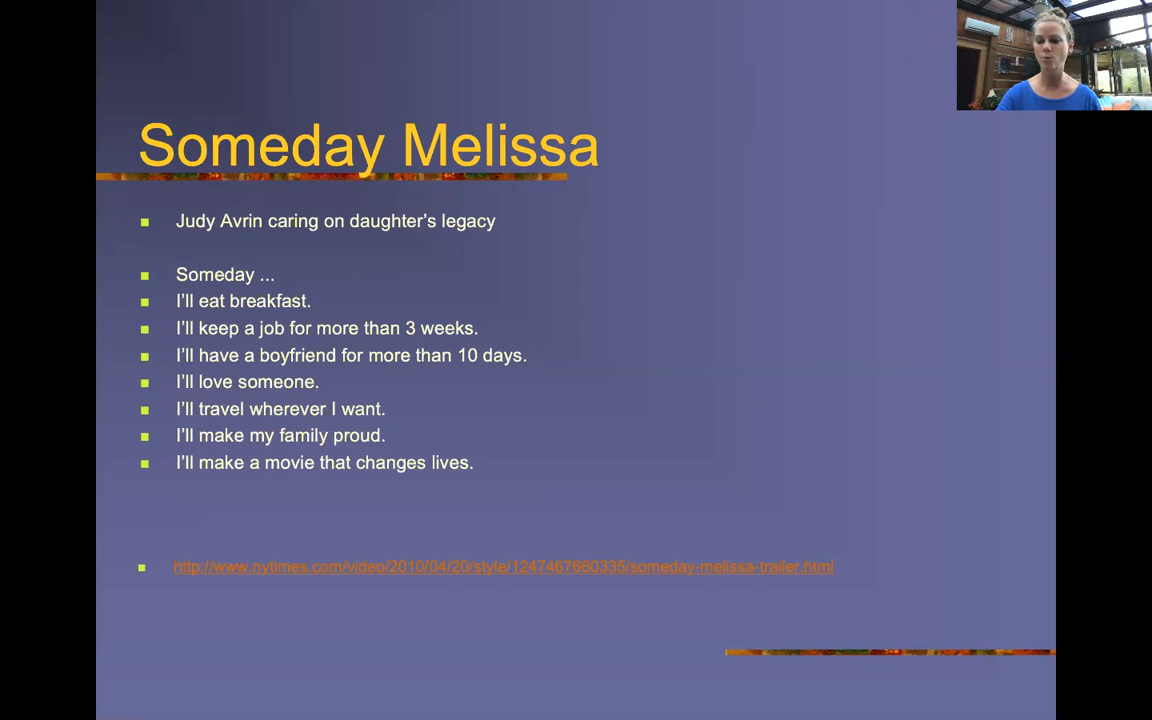 Someday Melissa
Judy Avrin caring on daughter's legacy
Someday ...
I'll eat breakfast.
I'll keep a job for more than 3 weeks.
I'll have a boyfriend for more than 10 days.
I'll love someone.
I'll travel wherever I want.
I'll make my family proud.
I'll make a movie that changes lives.
http://www.nytimes.com/video/2010/04/20/style/1247467660335/someday-melissa-trailer.html